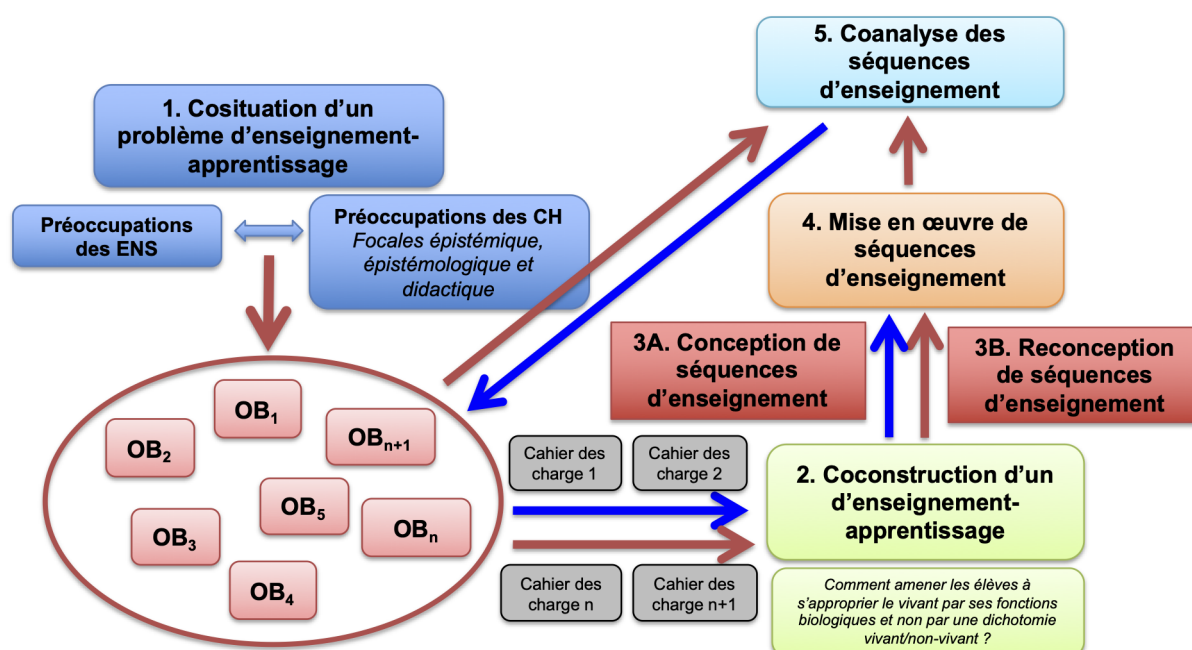 1. Cosituation d'un
problème d'enseignement-
apprentissage
Préoccupations
des ENS
Préoccupations des CH
Focales épistémique,
épistémologique et
didactique
OB1
OB2
OBn+1
OB5
OBn
OB3
OB4
Cahier des
charge 1
Cahier des
charge 2
Cahier des
charge n
Cahier des
charge n+1
2. Coconstruction d'un
d'enseignement-
apprentissage
Comment amener les élèves à
s'approprier le vivant par ses fonctions
biologiques et non par une dichotomie
vivant/non-vivant ?
3A. Conception de
séquences
d'enseignement
3B. Reconception
de séquences
d'enseignement
4. Mise en œuvre de
séquences
d'enseignement
5. Coanalyse des
séquences
d'enseignement